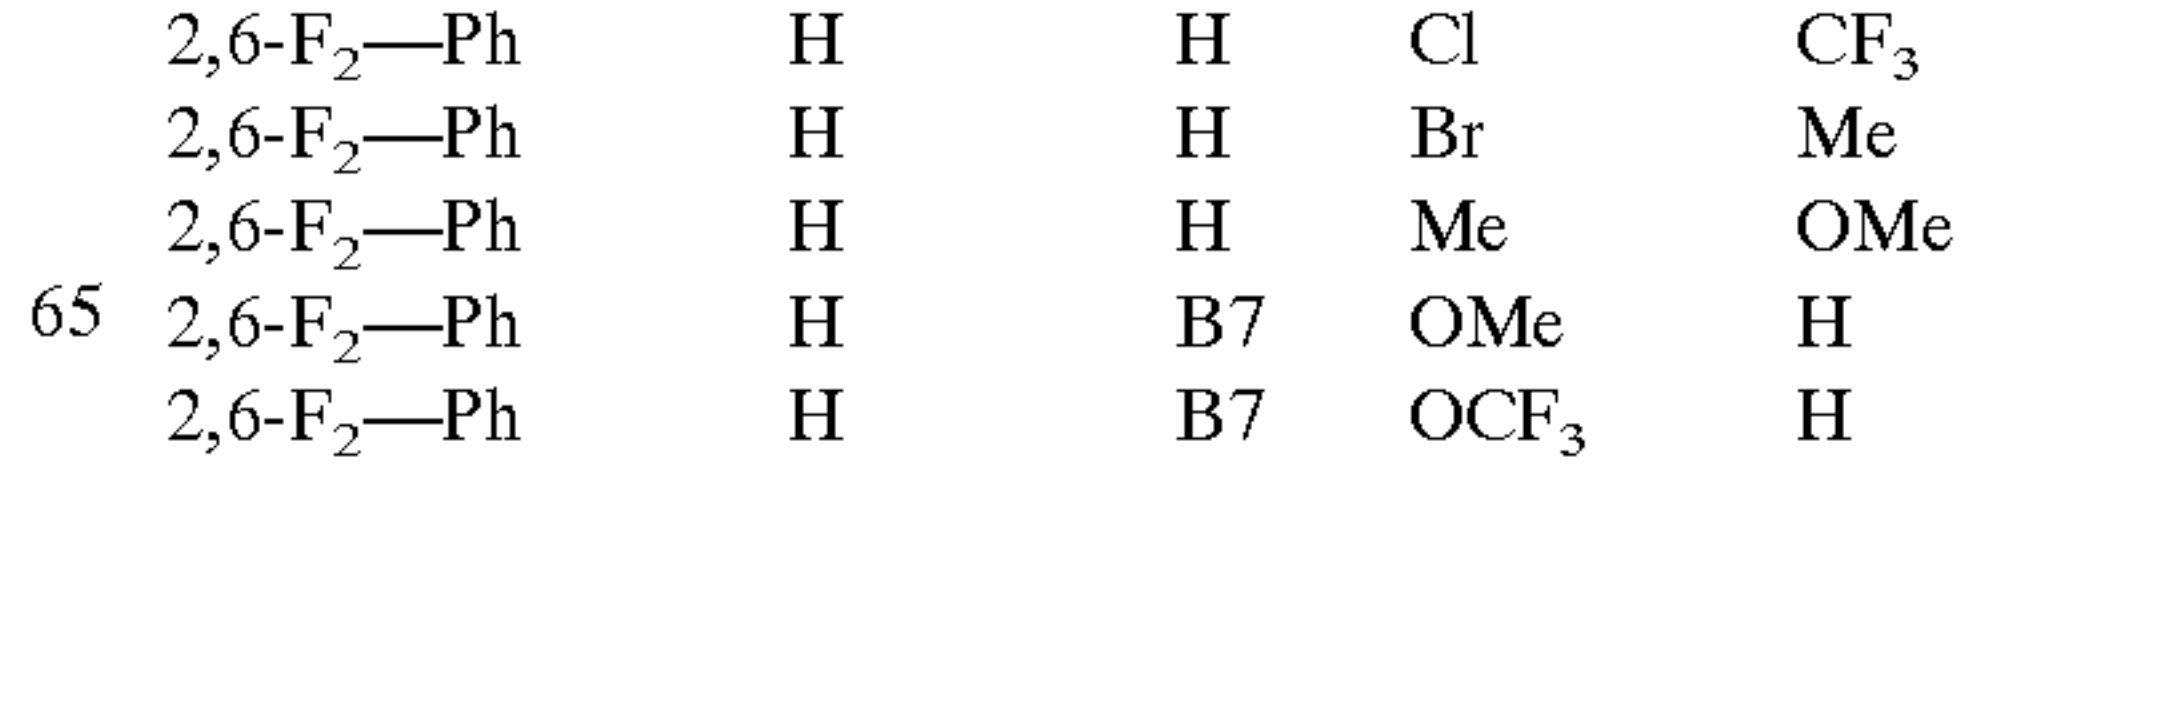 2,6-F₂—Ph H H Cl CF₃
2,6-F₂—Ph H H Br Me
2,6-F₂—Ph H H Me OMe
65 2,6-F₂—Ph H B7 OMe H
2,6-F₂—Ph H B7 OCF₃ H